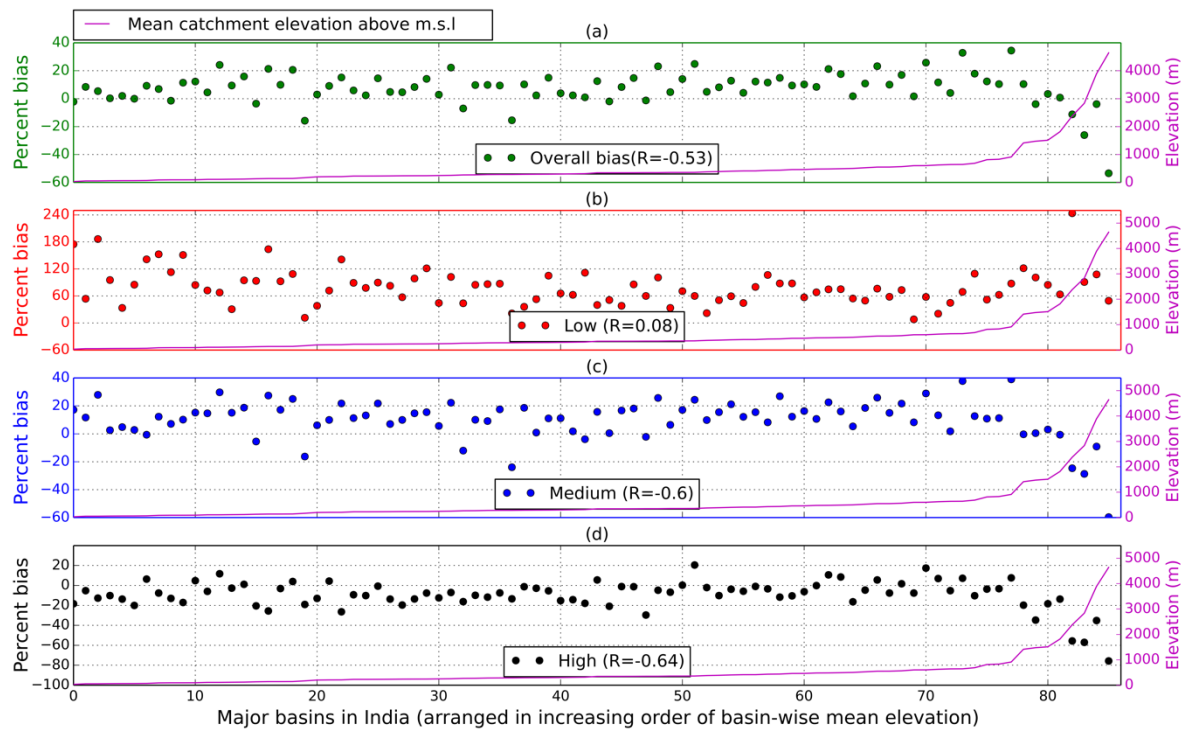 Mean catchment elevation above m.s.l
(a)
Percent bias
40
20
0
−20
−40
−60
Overall bias(R=-0.53)
4000
3000
2000
1000
0
Elevation (m)
(b)
Percent bias
240
180
120
60
0
−60
Low (R=0.08)
5000
4000
3000
2000
1000
0
Elevation (m)
(c)
Percent bias
40
20
0
−20
−40
−60
Medium (R=-0.6)
5000
4000
3000
2000
1000
0
Elevation (m)
(d)
Percent bias
20
0
−20
−40
−60
−80
−100
High (R=-0.64)
5000
4000
3000
2000
1000
0
Elevation (m)
0 10 20 30 40 50 60 70 80
Major basins in India (arranged in increasing order of basin-wise mean elevation)